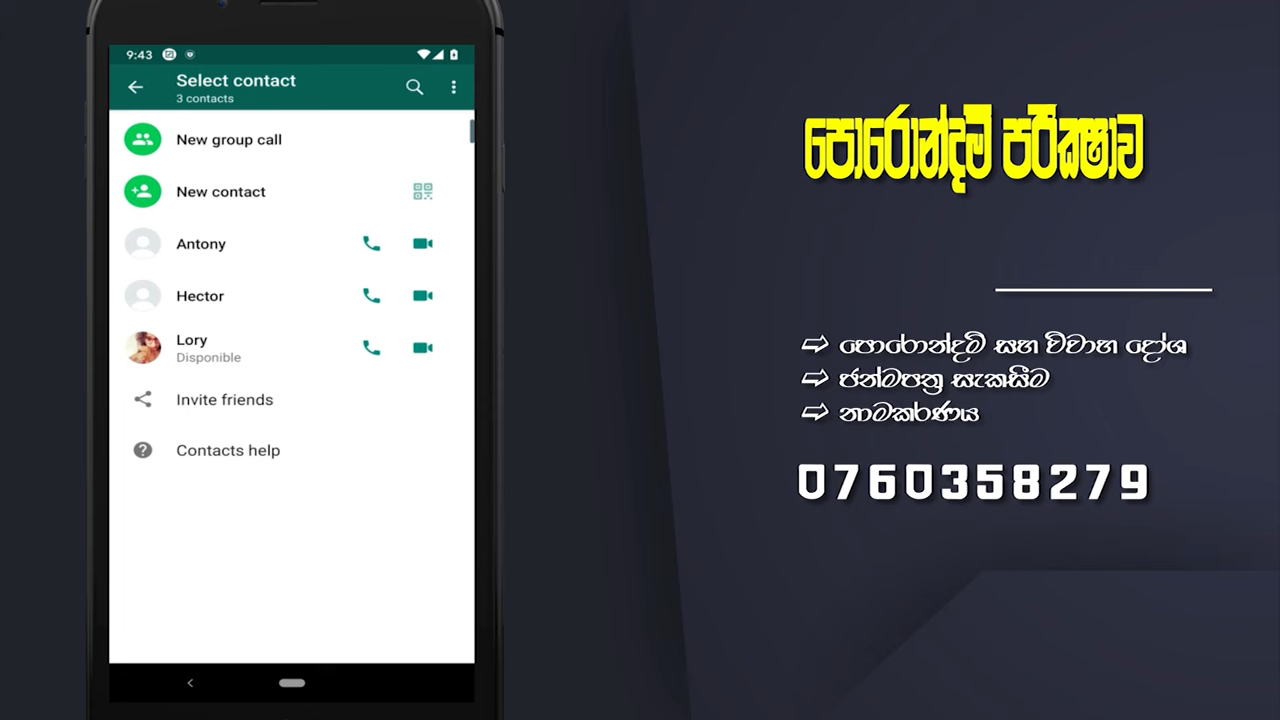 9:43
Select contact
3 contacts
New group call
New contact
Antony
Hector
Lory
Disponible
Invite friends
Contacts help
පොරොන්දම් පරීක්ෂාව
⇨ පොරොන්දම් සහ විවාහ දෝශ
⇨ ජන්මපත්‍ර සැකසීම
⇨ නාමකරණය
0760358279